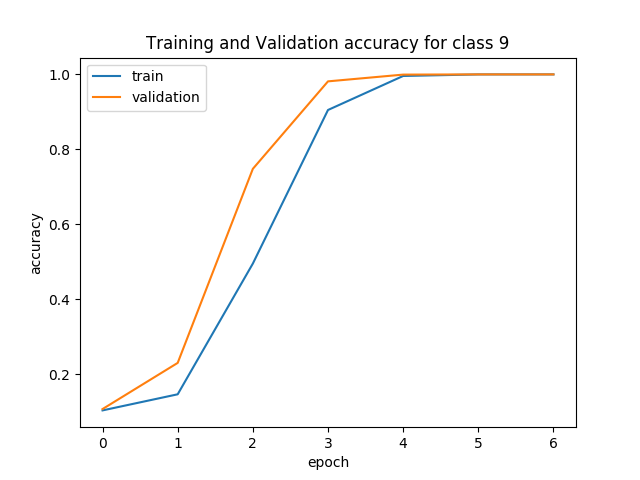 Training and Validation accuracy for class 9
train
validation
accuracy
1.0
0.8
0.6
0.4
0.2
0 1 2 3 4 5 6
epoch